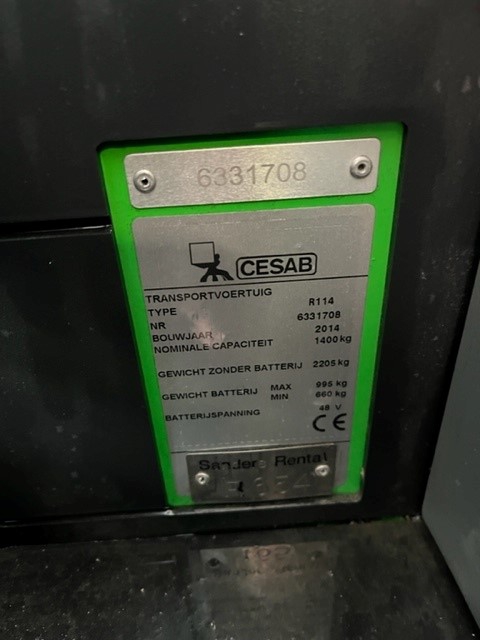 6331708
CESAB
TRANSPORTVOERTUIG
TYPE R114
NR 6331708
BOUWJAAR 2014
NOMINALE CAPACITEIT 1400 kg
GEWICHT ZONDER BATTERIJ 2205 kg
GEWICHT BATTERIJ MAX 995 kg
MIN 660 kg
BATTERIJSPANNING 48 V
CE
Rental